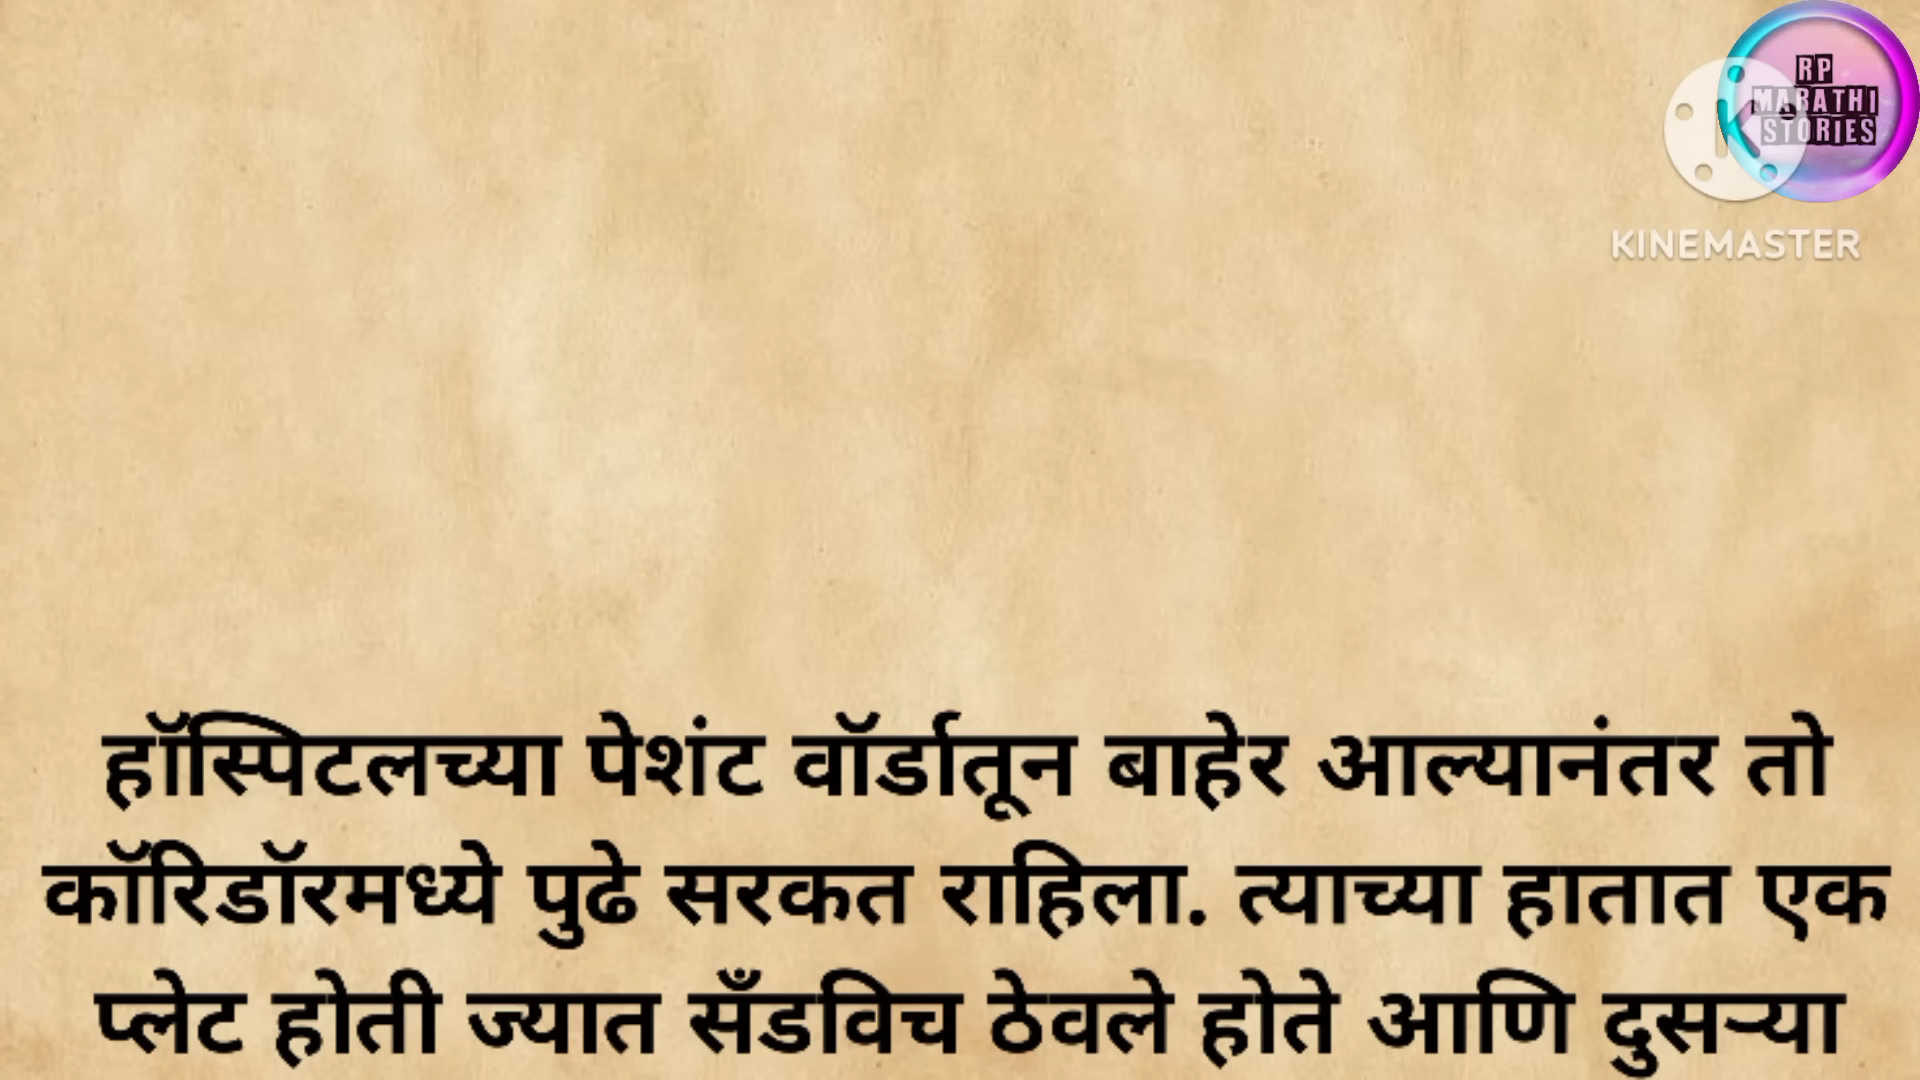 RP
MARATHI
STORIES
KINEMASTER
हॉस्पिटलच्या पेशंट वॉर्डातून बाहेर आल्यानंतर तो
कॉरिडॉरमध्ये पुढे सरकत राहिला. त्याच्या हातात एक
प्लेट होती ज्यात सँडविच ठेवले होते आणि दुसऱ्या